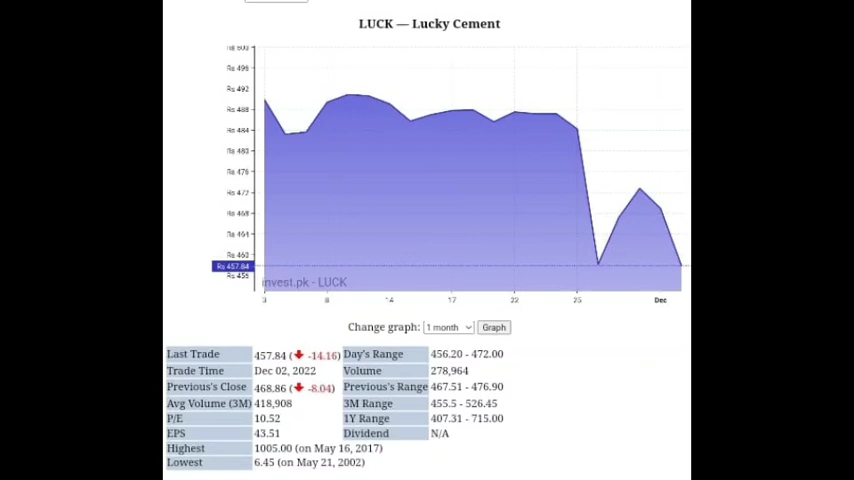 LUCK — Lucky Cement
Rs 500
Rs 496
Rs 492
Rs 488
Rs 484
Rs 480
Rs 476
Rs 472
Rs 468
Rs 464
Rs 460
Rs 457.84
Rs 456
invest.pk - LUCK
3 8 14 17 22 25 Dec
Change graph: 1 month Graph
Last Trade 457.84 ( -14.16) Day's Range 456.20 - 472.00
Trade Time Dec 02, 2022 Volume 278,964
Previous's Close 468.86 ( -8.04) Previous's Range 467.51 - 476.90
Avg Volume (3M) 418,908 3M Range 455.5 - 526.45
P/E 10.52 1Y Range 407.31 - 715.00
EPS 43.51 Dividend N/A
Highest 1005.00 (on May 16, 2017)
Lowest 6.45 (on May 21, 2002)